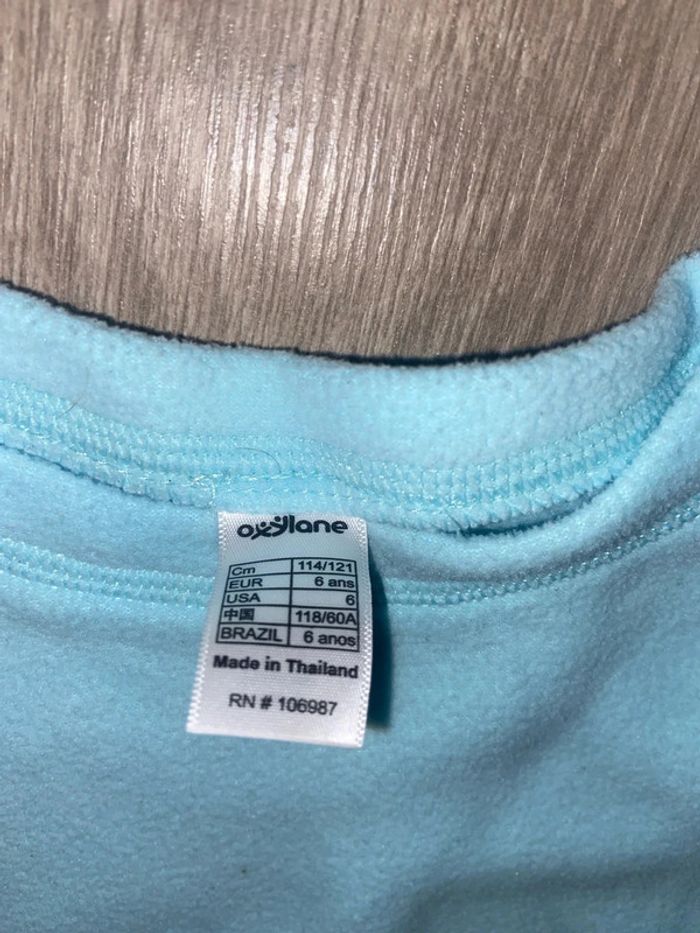 oxylane
Cm 114/121
EUR 6 ans
USA 6
中国 118/60A
BRAZIL 6 anos
Made in Thailand
RN # 106987